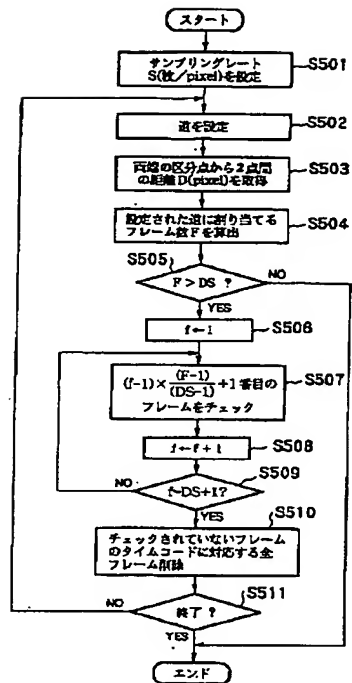 スタート
サンプリングレート
S(枚/pixel)を設定
S501
道を設定
S502
両端の区分点から2点間
の距離D(pixel)を取得
S503
設定された道に割り当てる
フレーム数Fを算出
S504
S505
F>DS ?
NO
YES
f←1
S506
(f-1)×(F-1)/(DS-1)+1番目の
フレームをチェック
S507
f←f+1
S508
S509
f=DS+1?
NO
YES
S510
チェックされていないフレーム
のタイムコードに対応する全
フレーム削除
終了 ?
S511
NO
YES
エンド